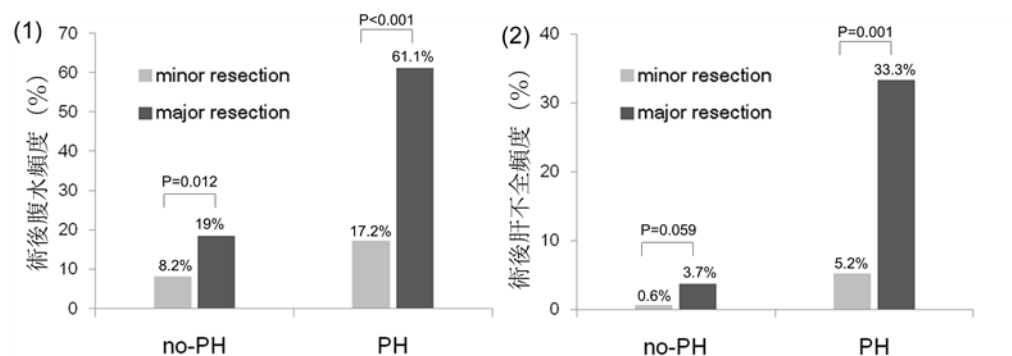 (1)
術後腹水頻度（%）
70
60
50
40
30
20
10
0
minor resection
major resection
P=0.012
8.2%
19%
P<0.001
17.2%
61.1%
no-PH
PH
(2)
術後肝不全頻度（%）
40
30
20
10
0
minor resection
major resection
P=0.059
0.6%
3.7%
P=0.001
5.2%
33.3%
no-PH
PH